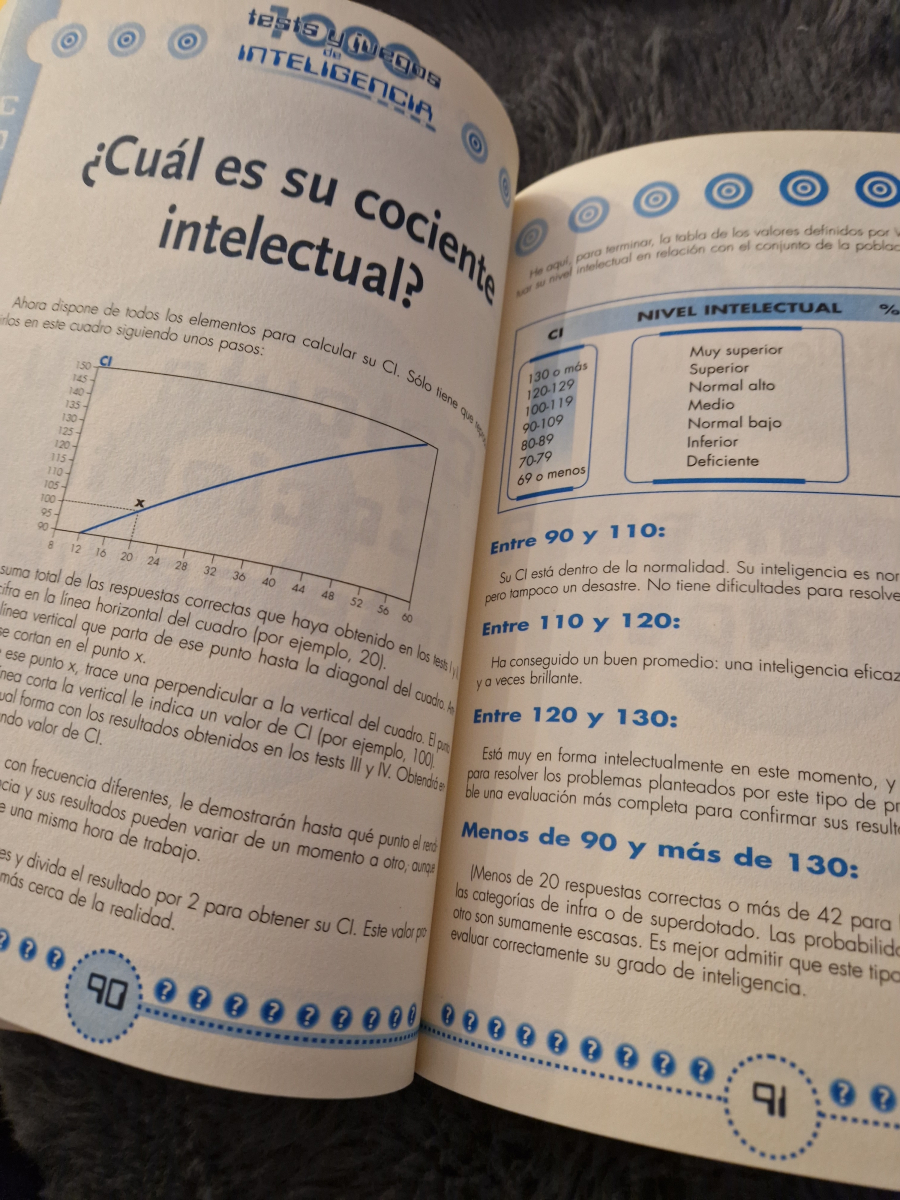 1000
tests y juegos
de
INTELIGENCIA
¿Cuál es su cociente
intelectual?
Ahora dispone de todos los elementos para calcular su CI. Sólo tiene que
en este cuadro siguiendo unos pasos:
CI
150
145
140
135
130
125
120
115
110
105
100
95
90
x
8 12 16 20 24 28 32 36 40 44 48 52 56 60
suma total de las respuestas correctas que haya obtenido en los tests I y
cifra en la línea horizontal del cuadro (por ejemplo, 20).
línea vertical que parta de ese punto hasta la diagonal del cuadro.
se cortan en el punto x.
ese punto x, trace una perpendicular a la vertical del cuadro. El punto
línea corta la vertical le indica un valor de CI (por ejemplo, 100).
forma con los resultados obtenidos en los tests III y IV. Obtendrá
valor de CI.
con frecuencia diferentes, le demostrarán hasta qué punto el
y sus resultados pueden variar de un momento a otro, aunque
una misma hora de trabajo.
y divida el resultado por 2 para obtener su CI. Este valor
más cerca de la realidad.
90
He aquí, para terminar, la tabla de los valores definidos por
su nivel intelectual en relación con el conjunto de la
CI NIVEL INTELECTUAL %
130 o más Muy superior
120-129 Superior
100-119 Normal alto
90-109 Medio
80-89 Normal bajo
70-79 Inferior
69 o menos Deficiente
Entre 90 y 110:
Su CI está dentro de la normalidad. Su inteligencia es
pero tampoco un desastre. No tiene dificultades para
Entre 110 y 120:
Ha conseguido un buen promedio: una inteligencia
y a veces brillante.
Entre 120 y 130:
Está muy en forma intelectualmente en este momento, y
para resolver los problemas planteados por este tipo de
una evaluación más completa para confirmar sus
Menos de 90 y más de 130:
(Menos de 20 respuestas correctas o más de 42 para
las categorías de infra o de superdotado. Las
otro son sumamente escasas. Es mejor admitir que este
evaluar correctamente su grado de inteligencia.
91